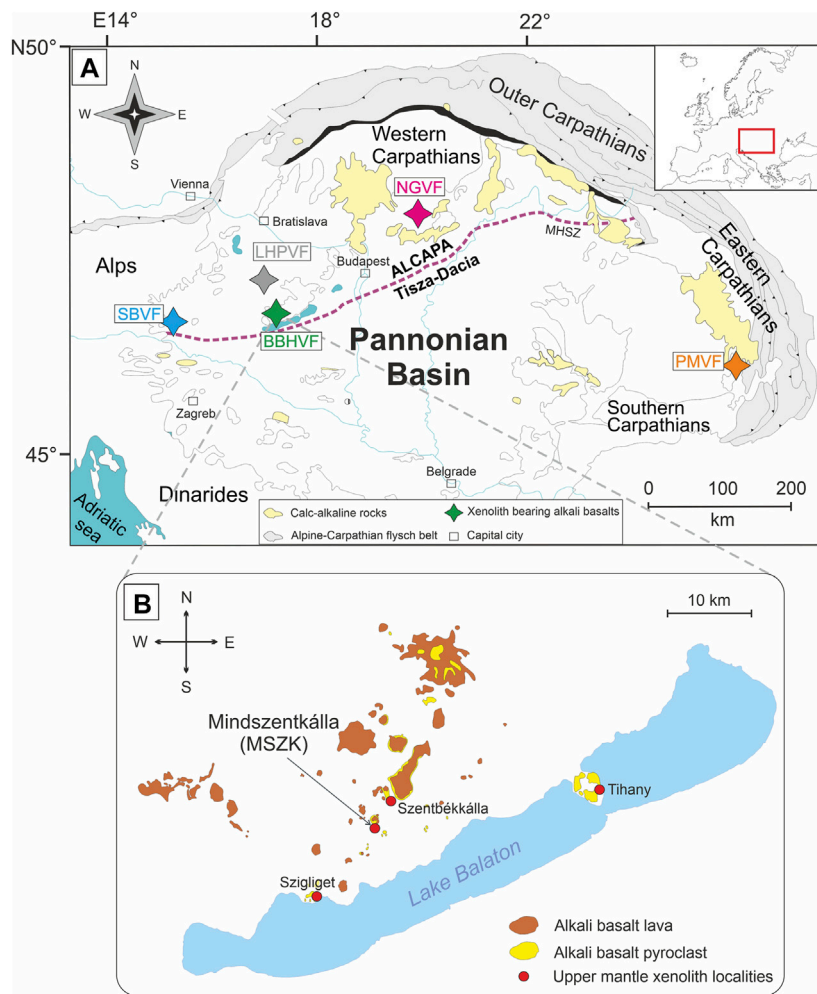 E14
18
22
N50°
A
N
W
E
S
Outer Carpathians
Western
Carpathians
NGVF
Vienna
Bratislava
LHPVF
Budapest
ALCAPA
Tisza-Dacia
MHSZ
Eastern
Carpathians
Alps
SBVF
BBHVF
Pannonian
Basin
PMVF
Zagreb
Southern
Carpathians
45°
Belgrade
Dinarides
Adriatic
sea
0
100
200
km
Calc-alkaline rocks
Xenolith bearing alkali basalts
Alpine-Carpathian flysch belt
Capital city
B
N
W
E
S
10 km
Mindszentkálla
(MSZK)
Szentbékkálla
Tihany
Szigliget
Lake Balaton
Alkali basalt lava
Alkali basalt pyroclast
Upper mantle xenolith localities